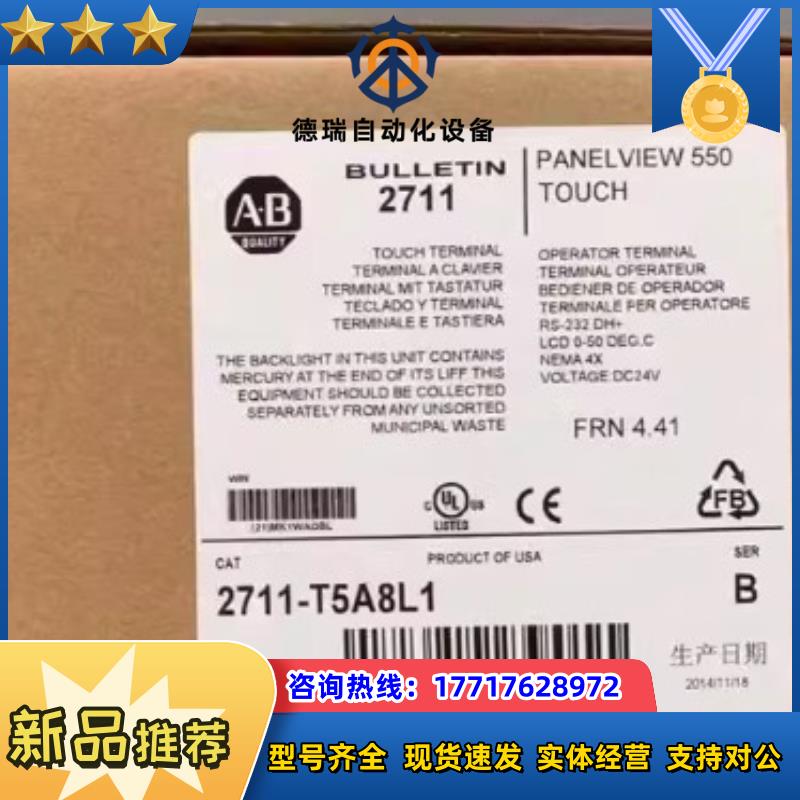 德瑞自动化设备
A·B
QUALITY
BULLETIN
2711
PANELVIEW 550
TOUCH
TOUCH TERMINAL
TERMINAL A CLAVIER
TERMINAL MIT TASTATUR
TECLADO Y TERMINAL
TERMINALE E TASTIERA
OPERATOR TERMINAL
TERMINAL OPERATEUR
BEDIENER DE OPERADOR
TERMINALE PER OPERATORE
RS-232 DH+
LCD 0-50 DEG.C
NEMA 4X
VOLTAGE:DC24V
THE BACKLIGHT IN THIS UNIT CONTAINS
MERCURY AT THE END OF ITS LIFF THIS
EQUIPMENT SHOULD BE COLLECTED
SEPARATELY FROM ANY UNSORTED
MUNICIPAL WASTE
FRN 4.41
WIN
C UL US
LISTED
CE
FB
CAT
PRODUCT OF USA
SER
2711-T5A8L1
B
生产日期
2014/11/18
咨询热线：17717628972
新品推荐
型号齐全 现货速发 实体经营 支持对公